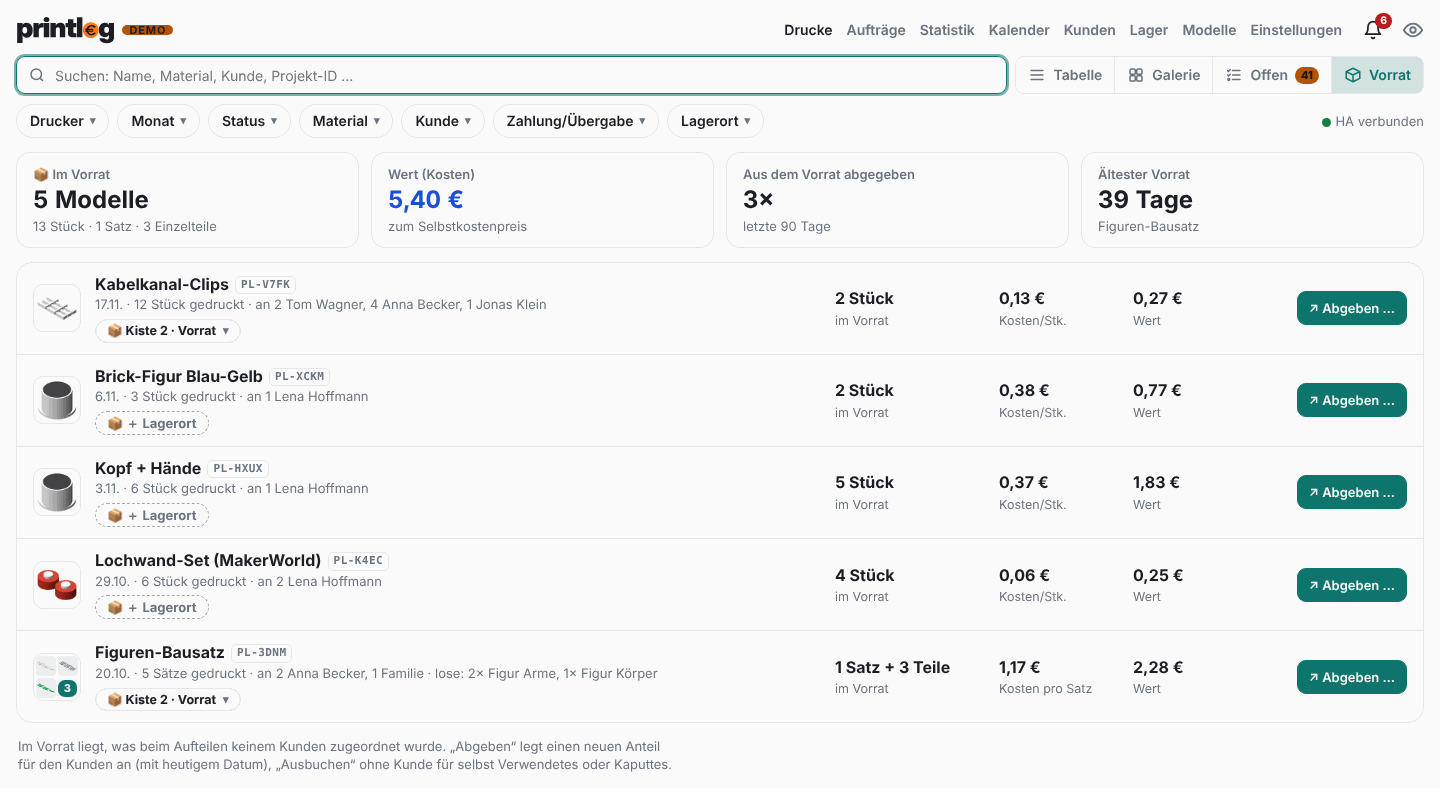 printl€g DEMO
Drucke Aufträge Statistik Kalender Kunden Lager Modelle Einstellungen 6
Suchen: Name, Material, Kunde, Projekt-ID ...
Tabelle Galerie Offen 41 Vorrat
Drucker ▾ Monat ▾ Status ▾ Material ▾ Kunde ▾ Zahlung/Übergabe ▾ Lagerort ▾
HA verbunden
Im Vorrat
5 Modelle
13 Stück · 1 Satz · 3 Einzelteile
Wert (Kosten)
5,40 €
zum Selbstkostenpreis
Aus dem Vorrat abgegeben
3×
letzte 90 Tage
Ältester Vorrat
39 Tage
Figuren-Bausatz
Kabelkanal-Clips PL-V7FK
17.11. · 12 Stück gedruckt · an 2 Tom Wagner, 4 Anna Becker, 1 Jonas Klein
Kiste 2 · Vorrat ▾
2 Stück
im Vorrat
0,13 €
Kosten/Stk.
0,27 €
Wert
↗ Abgeben ...
Brick-Figur Blau-Gelb PL-XCKM
6.11. · 3 Stück gedruckt · an 1 Lena Hoffmann
+ Lagerort
2 Stück
im Vorrat
0,38 €
Kosten/Stk.
0,77 €
Wert
↗ Abgeben ...
Kopf + Hände PL-HXUX
3.11. · 6 Stück gedruckt · an 1 Lena Hoffmann
+ Lagerort
5 Stück
im Vorrat
0,37 €
Kosten/Stk.
1,83 €
Wert
↗ Abgeben ...
Lochwand-Set (MakerWorld) PL-K4EC
29.10. · 6 Stück gedruckt · an 2 Lena Hoffmann
+ Lagerort
4 Stück
im Vorrat
0,06 €
Kosten/Stk.
0,25 €
Wert
↗ Abgeben ...
3
Figuren-Bausatz PL-3DNM
20.10. · 5 Sätze gedruckt · an 2 Anna Becker, 1 Familie · lose: 2× Figur Arme, 1× Figur Körper
Kiste 2 · Vorrat ▾
1 Satz + 3 Teile
im Vorrat
1,17 €
Kosten pro Satz
2,28 €
Wert
↗ Abgeben ...
Im Vorrat liegt, was beim Aufteilen keinem Kunden zugeordnet wurde. „Abgeben“ legt einen neuen Anteil
für den Kunden an (mit heutigem Datum), „Ausbuchen“ ohne Kunde für selbst Verwendetes oder Kaputtes.